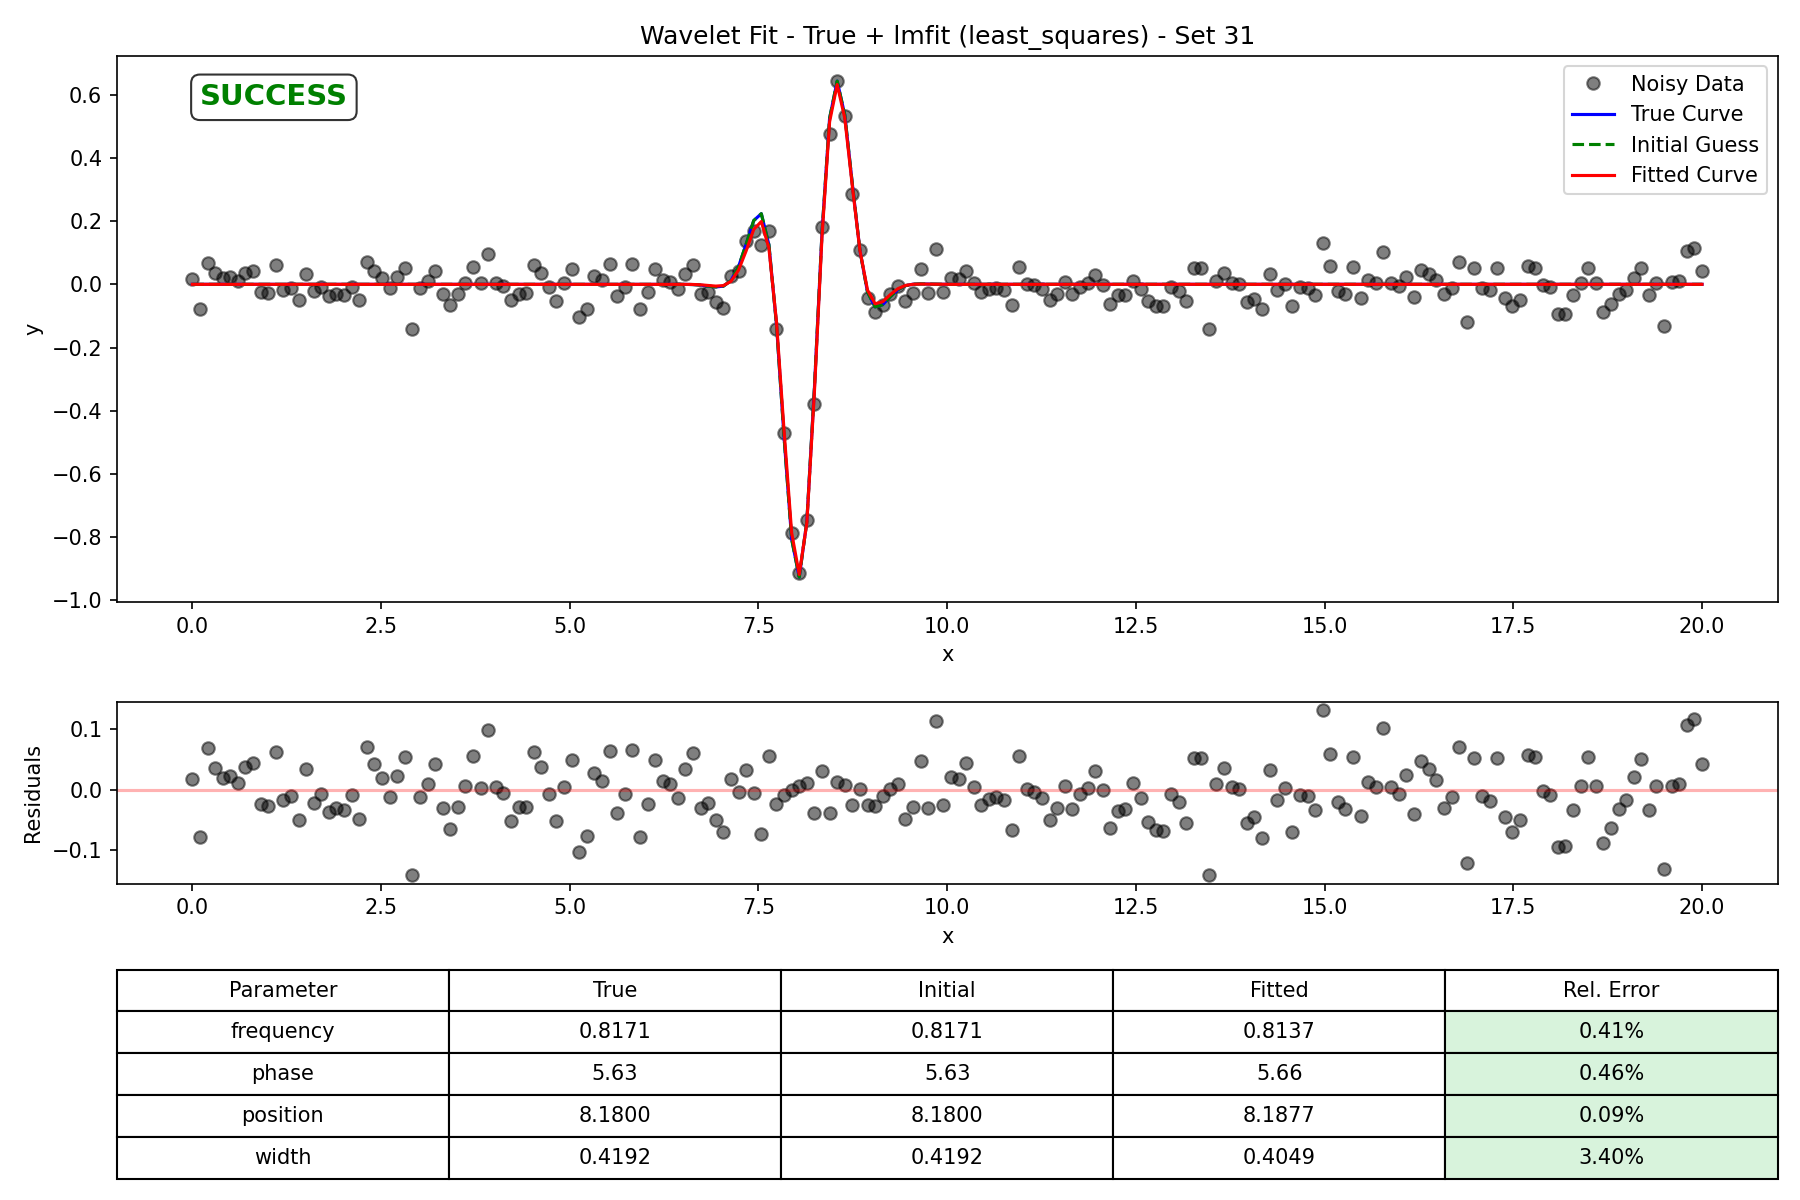 Wavelet Fit - True + lmfit (least_squares) - Set 31
SUCCESS
Noisy Data
True Curve
Initial Guess
Fitted Curve
y
0.6
0.4
0.2
0.0
−0.2
−0.4
−0.6
−0.8
−1.0
0.0 2.5 5.0 7.5 10.0 12.5 15.0 17.5 20.0
x
Residuals
0.1
0.0
−0.1
0.0 2.5 5.0 7.5 10.0 12.5 15.0 17.5 20.0
x
Parameter True Initial Fitted Rel. Error
frequency 0.8171 0.8171 0.8137 0.41%
phase 5.63 5.63 5.66 0.46%
position 8.1800 8.1800 8.1877 0.09%
width 0.4192 0.4192 0.4049 3.40%